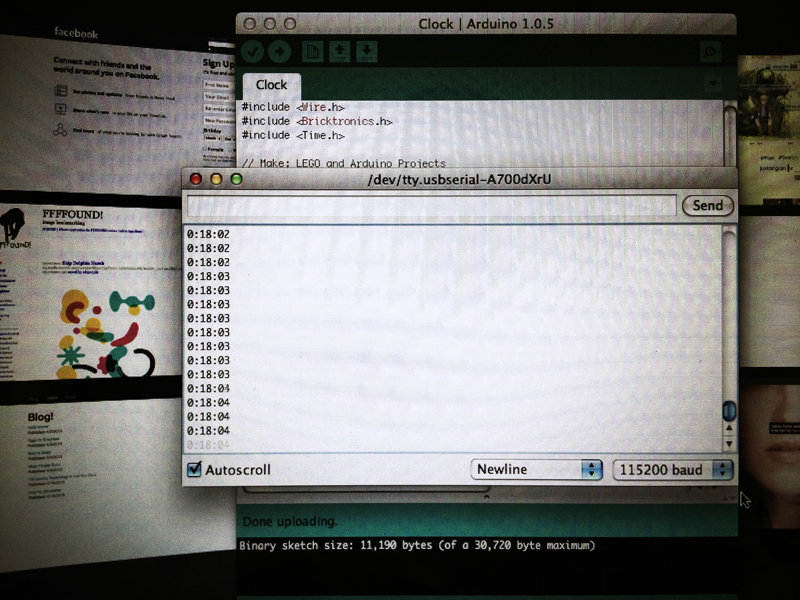 facebook
Connect with friends and the
world around you on Facebook.
Sign Up
Clock | Arduino 1.0.5
Clock
#include <Wire.h>
#include <Bricktronics.h>
#include <Time.h>
// Make: LEGO and Arduino Projects
/dev/tty.usbserial-A700dXrU
Send
0:18:02
0:18:02
0:18:02
0:18:03
0:18:03
0:18:03
0:18:03
0:18:03
0:18:03
0:18:03
0:18:03
0:18:04
0:18:04
0:18:04
0:18:04
0:18:04
Autoscroll
Newline
115200 baud
Done uploading.
Binary sketch size: 11,190 bytes (of a 30,720 byte maximum)
FFFFOUND!
Blog!